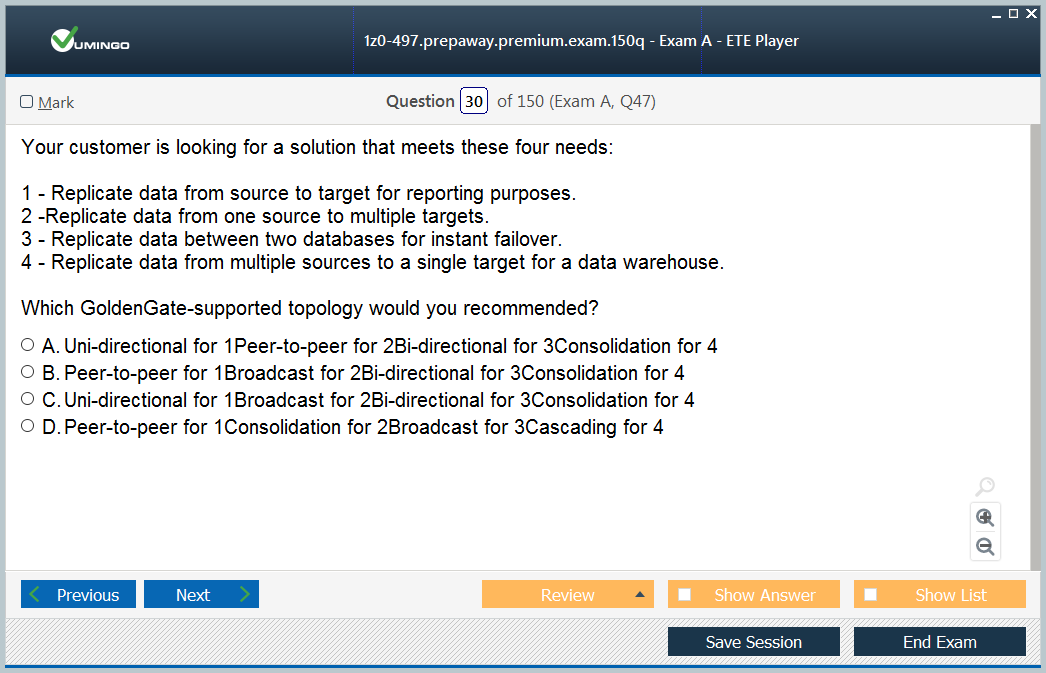 VUMINGO
1z0-497.prepaway.premium.exam.150q - Exam A - ETE Player
Mark
Question 30 of 150 (Exam A, Q47)
Your customer is looking for a solution that meets these four needs:
1 - Replicate data from source to target for reporting purposes.
2 -Replicate data from one source to multiple targets.
3 - Replicate data between two databases for instant failover.
4 - Replicate data from multiple sources to a single target for a data warehouse.
Which GoldenGate-supported topology would you recommended?
A. Uni-directional for 1Peer-to-peer for 2Bi-directional for 3Consolidation for 4
B. Peer-to-peer for 1Broadcast for 2Bi-directional for 3Consolidation for 4
C. Uni-directional for 1Broadcast for 2Bi-directional for 3Consolidation for 4
D. Peer-to-peer for 1Consolidation for 2Broadcast for 3Cascading for 4
Previous Next Review Show Answer Show List
Save Session End Exam